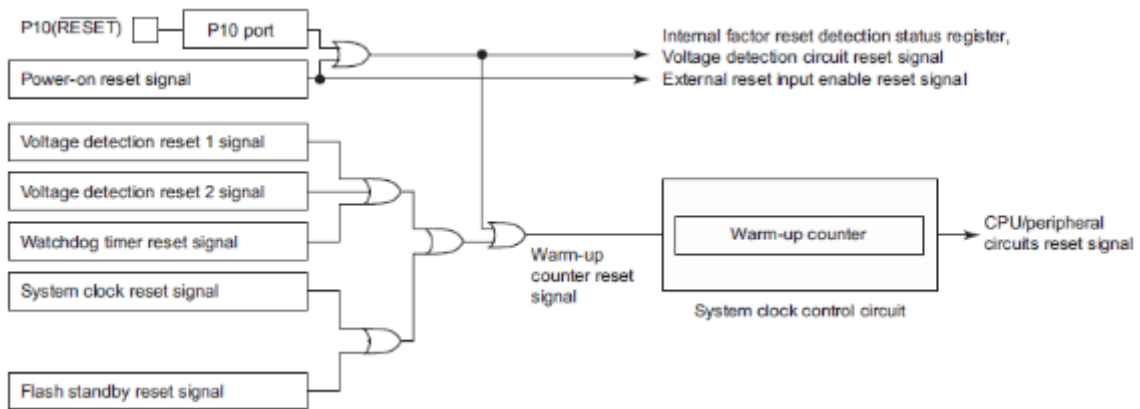 P10(RESET)
P10 port
Power-on reset signal
Internal factor reset detection status register,
Voltage detection circuit reset signal
External reset input enable reset signal
Voltage detection reset 1 signal
Voltage detection reset 2 signal
Watchdog timer reset signal
System clock reset signal
Flash standby reset signal
Warm-up
counter reset
signal
Warm-up counter
System clock control circuit
CPU/peripheral
circuits reset signal